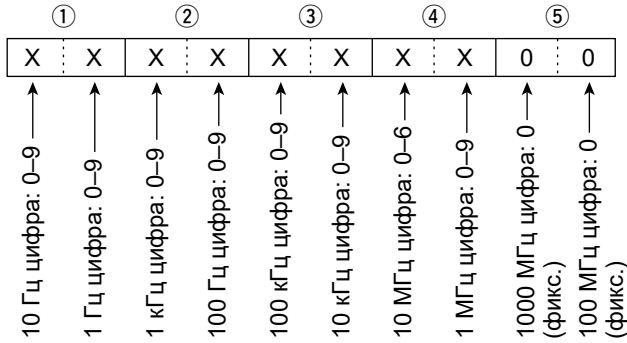 ① ② ③ ④ ⑤
X X X X X X X X 0 0
10 Гц цифра: 0–9
1 Гц цифра: 0–9
1 кГц цифра: 0–9
100 Гц цифра: 0–9
100 кГц цифра: 0–9
10 кГц цифра: 0–9
10 МГц цифра: 0–6
1 МГц цифра: 0–9
1000 МГц цифра: 0
(фикс.)
100 МГц цифра: 0
(фикс.)